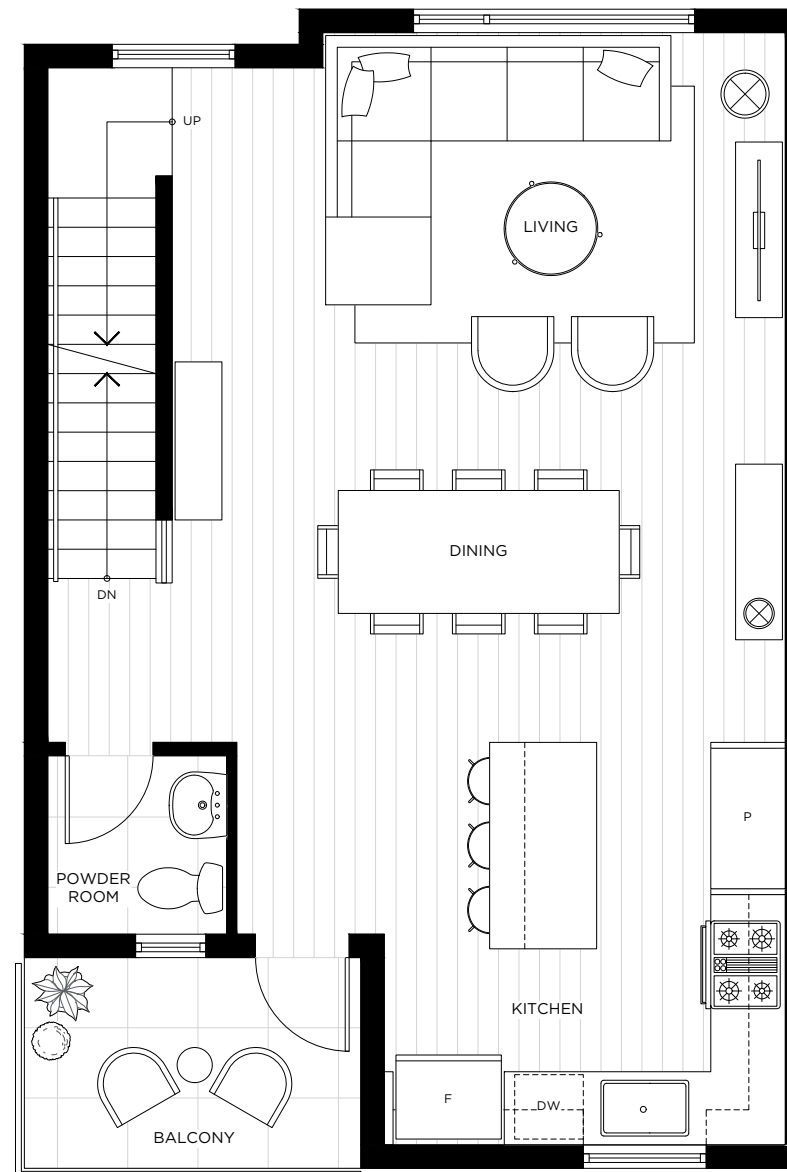 UP
LIVING
DINING
DN
P
POWDER
ROOM
KITCHEN
F
DW
BALCONY